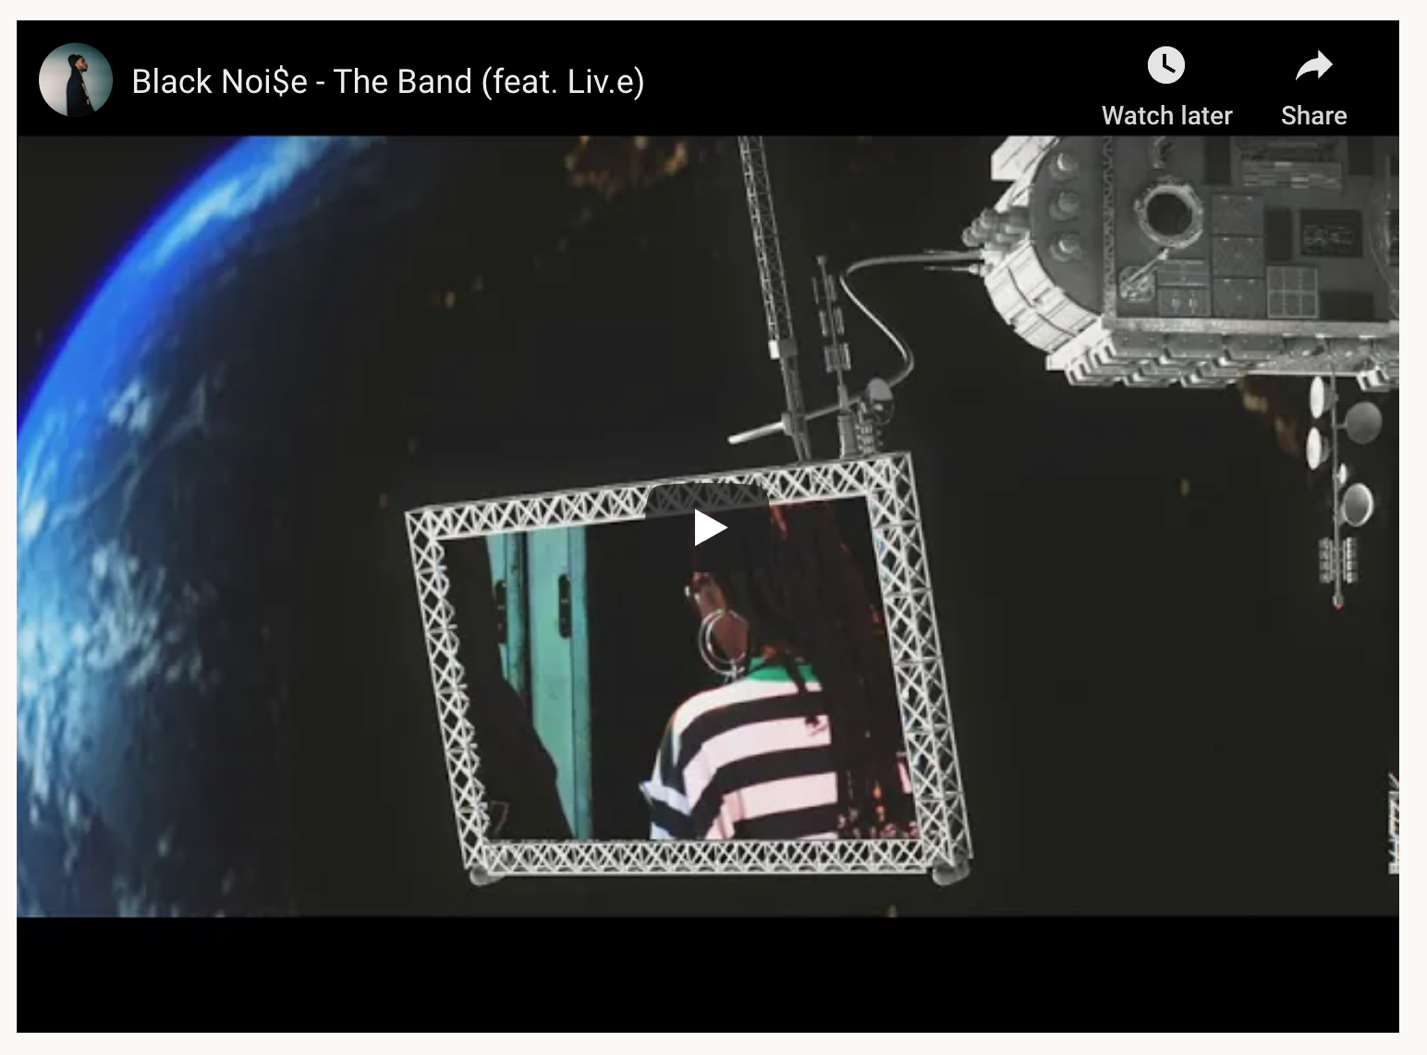 Black Noi$e - The Band (feat. Liv.e)
Watch later
Share